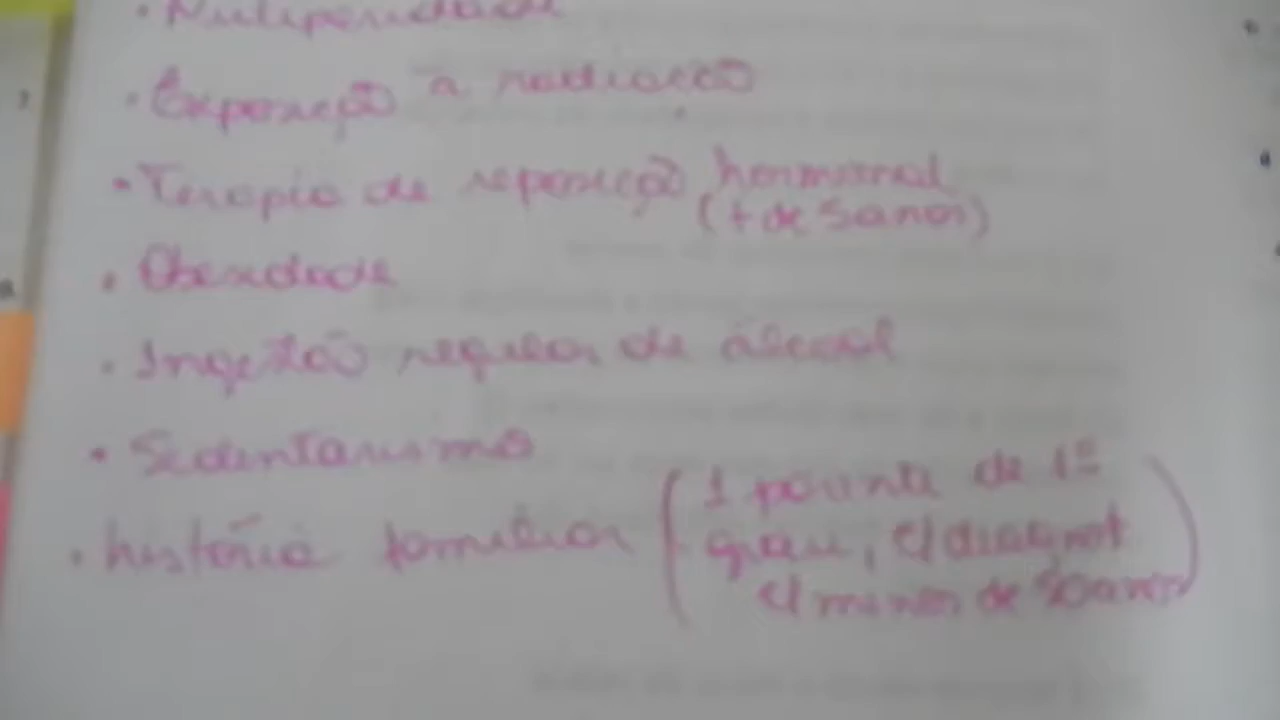 • Nuliparidade
• Exposição à radiação
• Terapia de reposição hormonal
(+ de 5 anos)
• Obesidade
• Ingestão regular de álcool
• Sedentarismo
• história familiar (1 parente de 1º
grau, c/ diagnost
c/ menos de 50 anos)